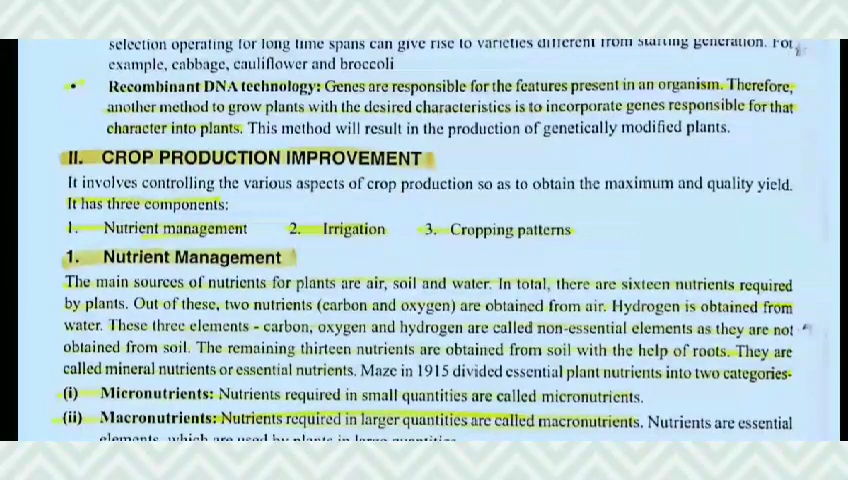 selection operating for long time spans can give rise to varieties different from starting generation. For
example, cabbage, cauliflower and broccoli
• Recombinant DNA technology: Genes are responsible for the features present in an organism. Therefore,
another method to grow plants with the desired characteristics is to incorporate genes responsible for that
character into plants. This method will result in the production of genetically modified plants.
II. CROP PRODUCTION IMPROVEMENT
It involves controlling the various aspects of crop production so as to obtain the maximum and quality yield.
It has three components:
1. Nutrient management 2. Irrigation 3. Cropping patterns
1. Nutrient Management
The main sources of nutrients for plants are air, soil and water. In total, there are sixteen nutrients required
by plants. Out of these, two nutrients (carbon and oxygen) are obtained from air. Hydrogen is obtained from
water. These three elements - carbon, oxygen and hydrogen are called non-essential elements as they are not
obtained from soil. The remaining thirteen nutrients are obtained from soil with the help of roots. They are
called mineral nutrients or essential nutrients. Maze in 1915 divided essential plant nutrients into two categories-
(i) Micronutrients: Nutrients required in small quantities are called micronutrients.
(ii) Macronutrients: Nutrients required in larger quantities are called macronutrients. Nutrients are essential
elements, which are used by plants in large quantities.